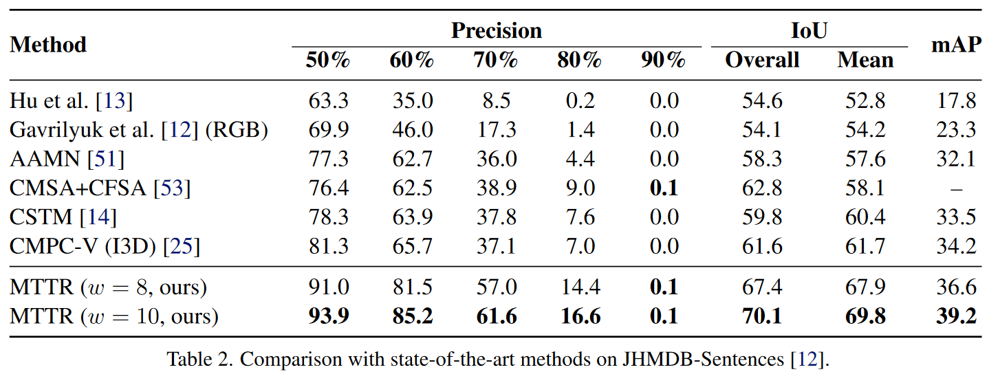 Method Precision IoU mAP
50% 60% 70% 80% 90% Overall Mean
Hu et al. [13] 63.3 35.0 8.5 0.2 0.0 54.6 52.8 17.8
Gavrilyuk et al. [12] (RGB) 69.9 46.0 17.3 1.4 0.0 54.1 54.2 23.3
AAMN [51] 77.3 62.7 36.0 4.4 0.0 58.3 57.6 32.1
CMSA+CFSA [53] 76.4 62.5 38.9 9.0 0.1 62.8 58.1 –
CSTM [14] 78.3 63.9 37.8 7.6 0.0 59.8 60.4 33.5
CMPC-V (I3D) [25] 81.3 65.7 37.1 7.0 0.0 61.6 61.7 34.2
MTTR (w = 8, ours) 91.0 81.5 57.0 14.4 0.1 67.4 67.9 36.6
MTTR (w = 10, ours) 93.9 85.2 61.6 16.6 0.1 70.1 69.8 39.2
Table 2. Comparison with state-of-the-art methods on JHMDB-Sentences [12].